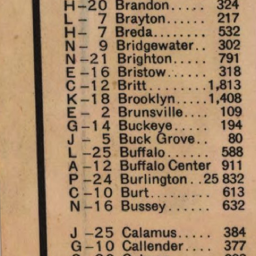 H-20 Brandon..... 324
L- 7 Brayton...... 217
H- 7 Breda........ 532
N- 9 Bridgewater.. 302
N-21 Brighton..... 791
E-16 Bristow...... 318
C-12 Britt........ 1,813
K-18 Brooklyn.... 1,408
E- 2 Brunsville.... 109
G-14 Buckeye..... 194
J- 5 Buck Grove.. 80
L-25 Buffalo...... 588
A-12 Buffalo Center 911
P-24 Burlington.. 25 832
C-10 Burt......... 613
N-16 Bussey...... 632
J-25 Calamus..... 384
G-10 Callender.... 377